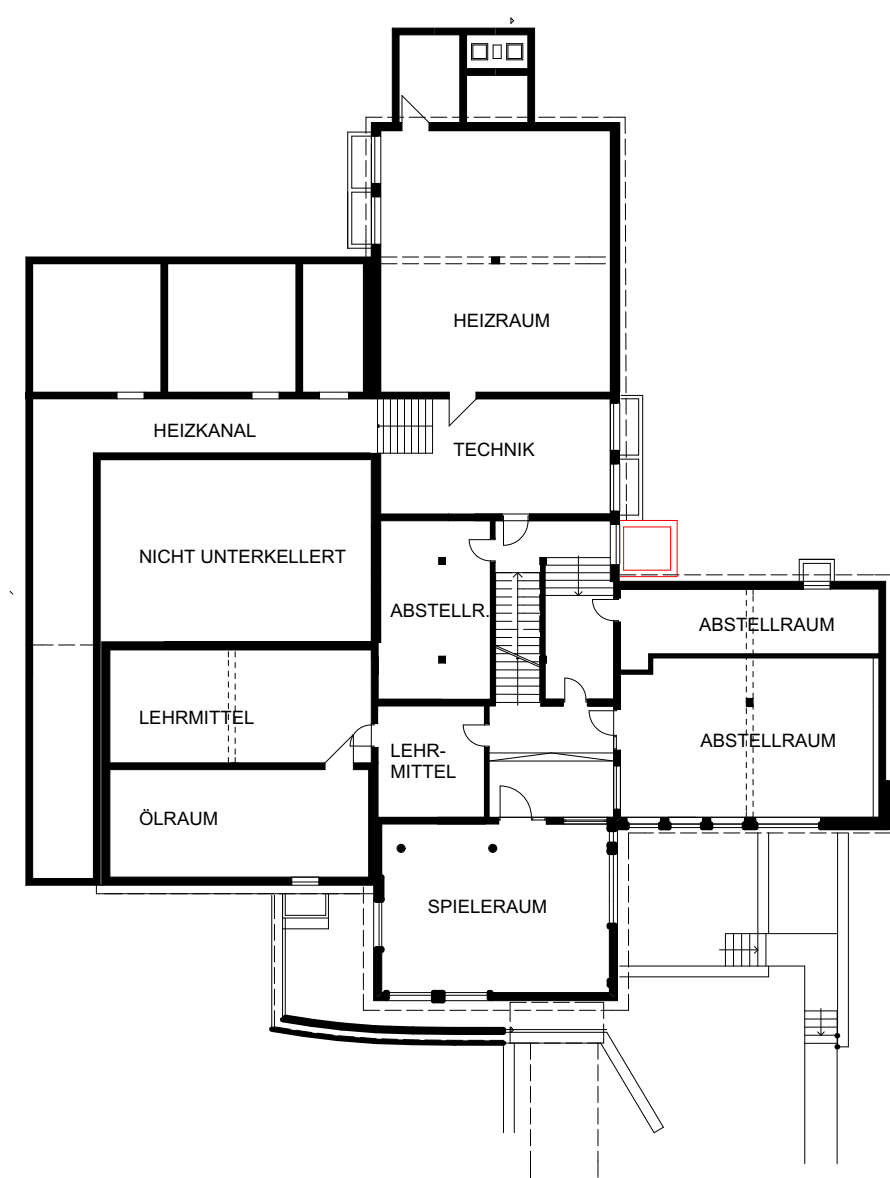 HEIZRAUM
HEIZKANAL
TECHNIK
NICHT UNTERKELLERT
ABSTELLR.
ABSTELLRAUM
LEHRMITTEL
LEHR-
MITTEL
ABSTELLRAUM
ÖLRAUM
SPIELERAUM